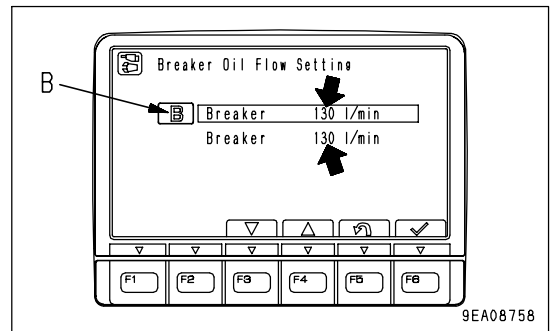 Breaker Oil Flow Setting
B
B Breaker 130 l/min
Breaker 130 l/min
F1 F2 F3 F4 F5 F6
9EA08758